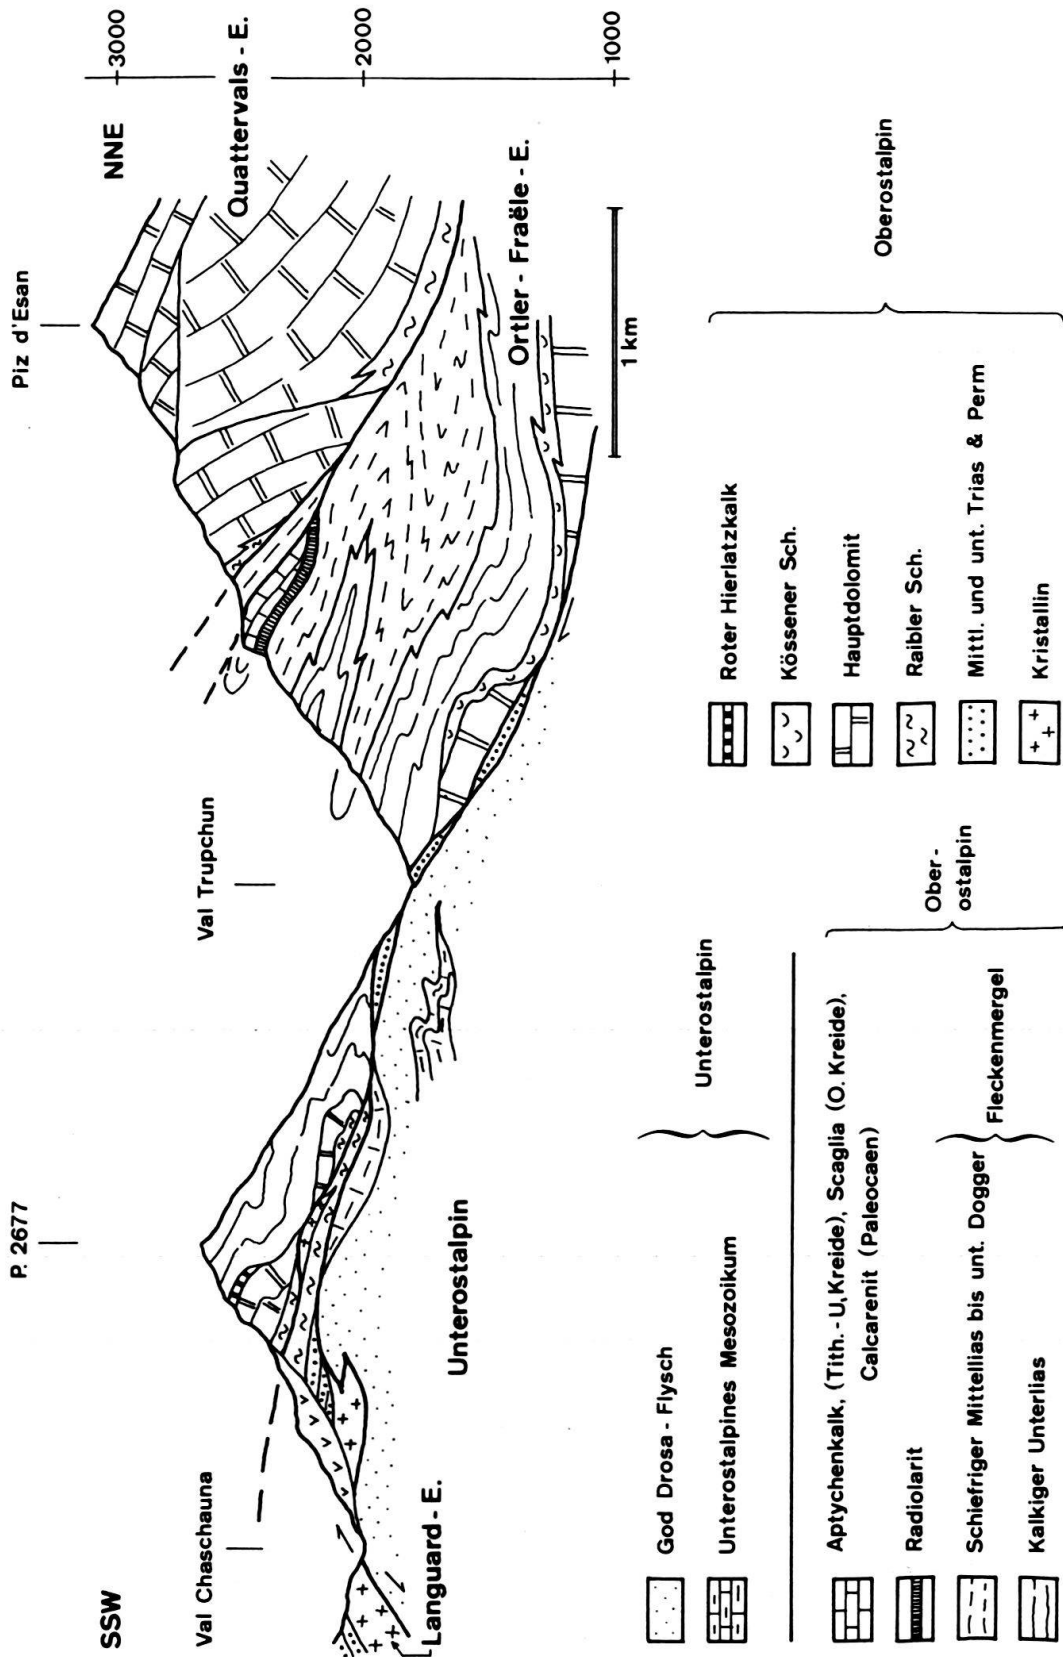 SSW
Val Chaschauna
P. 2677
Val Trupchun
Piz d'Esan
NNE
3000
Quattervals - E.
2000
Ortler - Fraële - E.
1000
1 km
Languard - E.
Unterostalpin
God Drosa - Flysch
Unterostalpines Mesozoikum
Unterostalpin
Aptychenkalk, (Tith. - U, Kreide), Scaglia (O. Kreide),
Calcarenit (Paleocaen)
Radiolarit
Schiefriger Mittellias bis unt. Dogger
Kalkiger Unterlias
Fleckenmergel
Ober-
ostalpin
Roter Hierlatzkalk
Kössener Sch.
Hauptdolomit
Raibler Sch.
Mittl. und unt. Trias & Perm
Kristallin
Oberostalpin